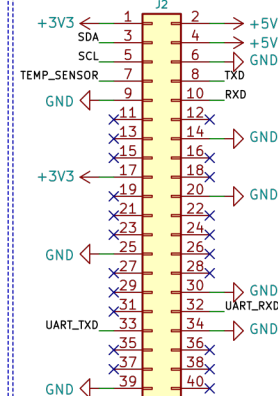 J2
+3V3 1 2 +5V
SDA 3 4 +5V
SCL 5 6 GND
TEMP_SENSOR 7 8 TXD
GND 9 10 RXD
11 12
13 14 GND
15 16
+3V3 17 18
19 20 GND
21 22
23 24
GND 25 26
27 28
29 30 GND
31 32 UART_RXD
UART_TXD 33 34 GND
35 36
37 38
GND 39 40